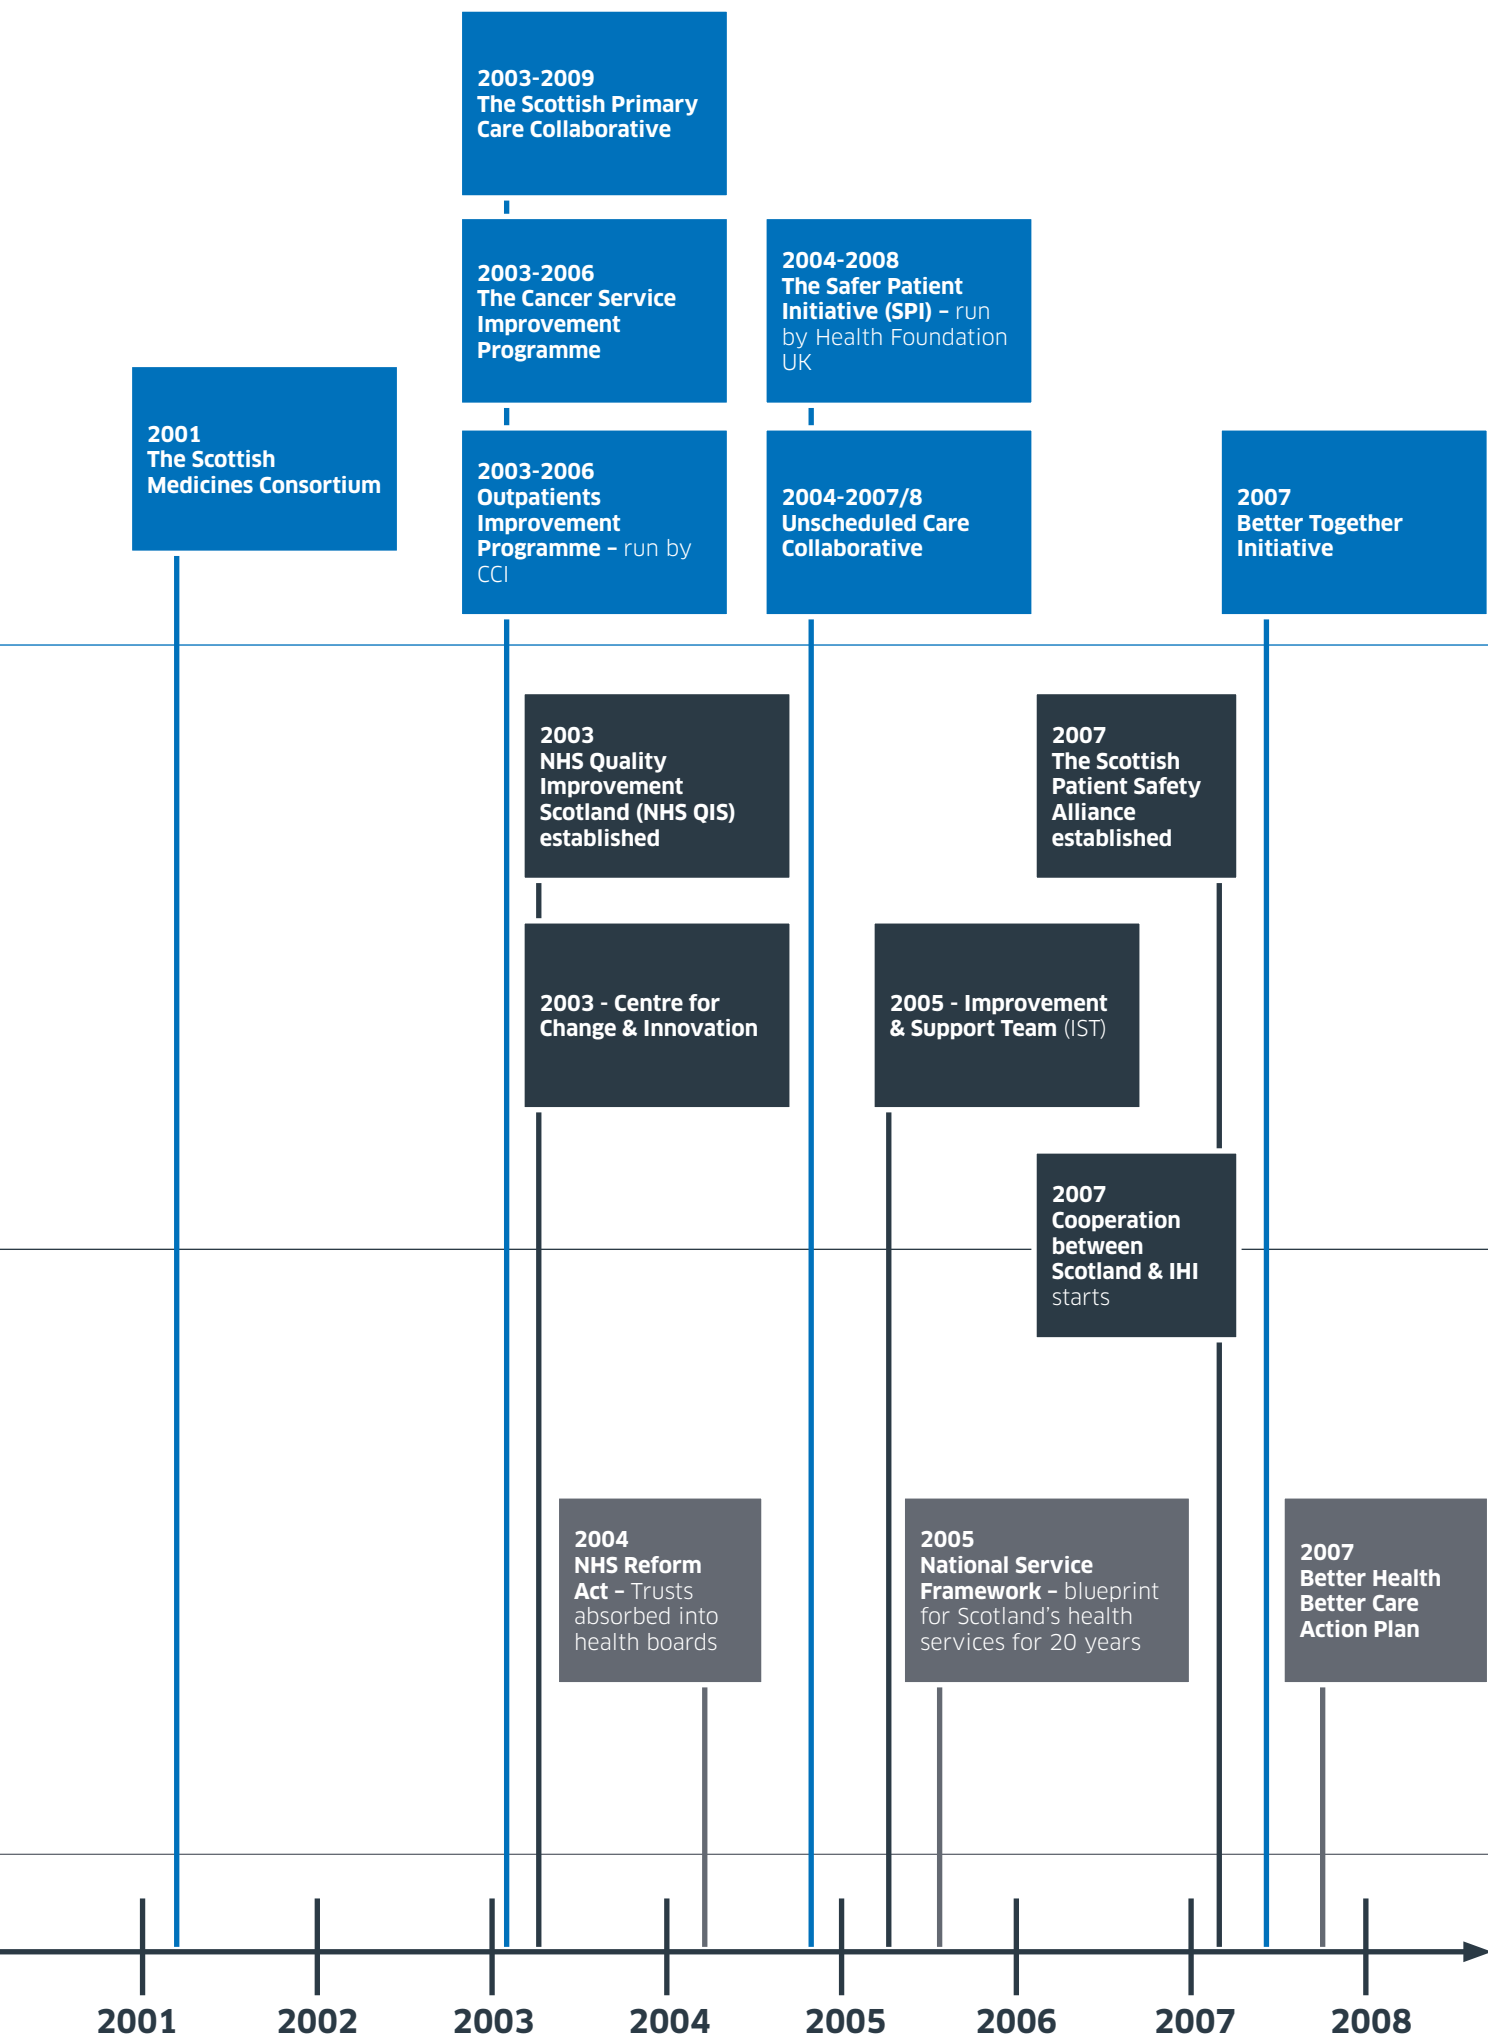 2003-2009
The Scottish Primary
Care Collaborative
2003-2006
The Cancer Service
Improvement
Programme
2004-2008
The Safer Patient
Initiative (SPI) – run
by Health Foundation
UK
2001
The Scottish
Medicines Consortium
2003-2006
Outpatients
Improvement
Programme – run by
CCI
2004-2007/8
Unscheduled Care
Collaborative
2007
Better Together
Initiative
2003
NHS Quality
Improvement
Scotland (NHS QIS)
established
2007
The Scottish
Patient Safety
Alliance
established
2003 - Centre for
Change & Innovation
2005 - Improvement
& Support Team (IST)
2007
Cooperation
between
Scotland & IHI
starts
2004
NHS Reform
Act – Trusts
absorbed into
health boards
2005
National Service
Framework – blueprint
for Scotland's health
services for 20 years
2007
Better Health
Better Care
Action Plan
2001
2002
2003
2004
2005
2006
2007
2008